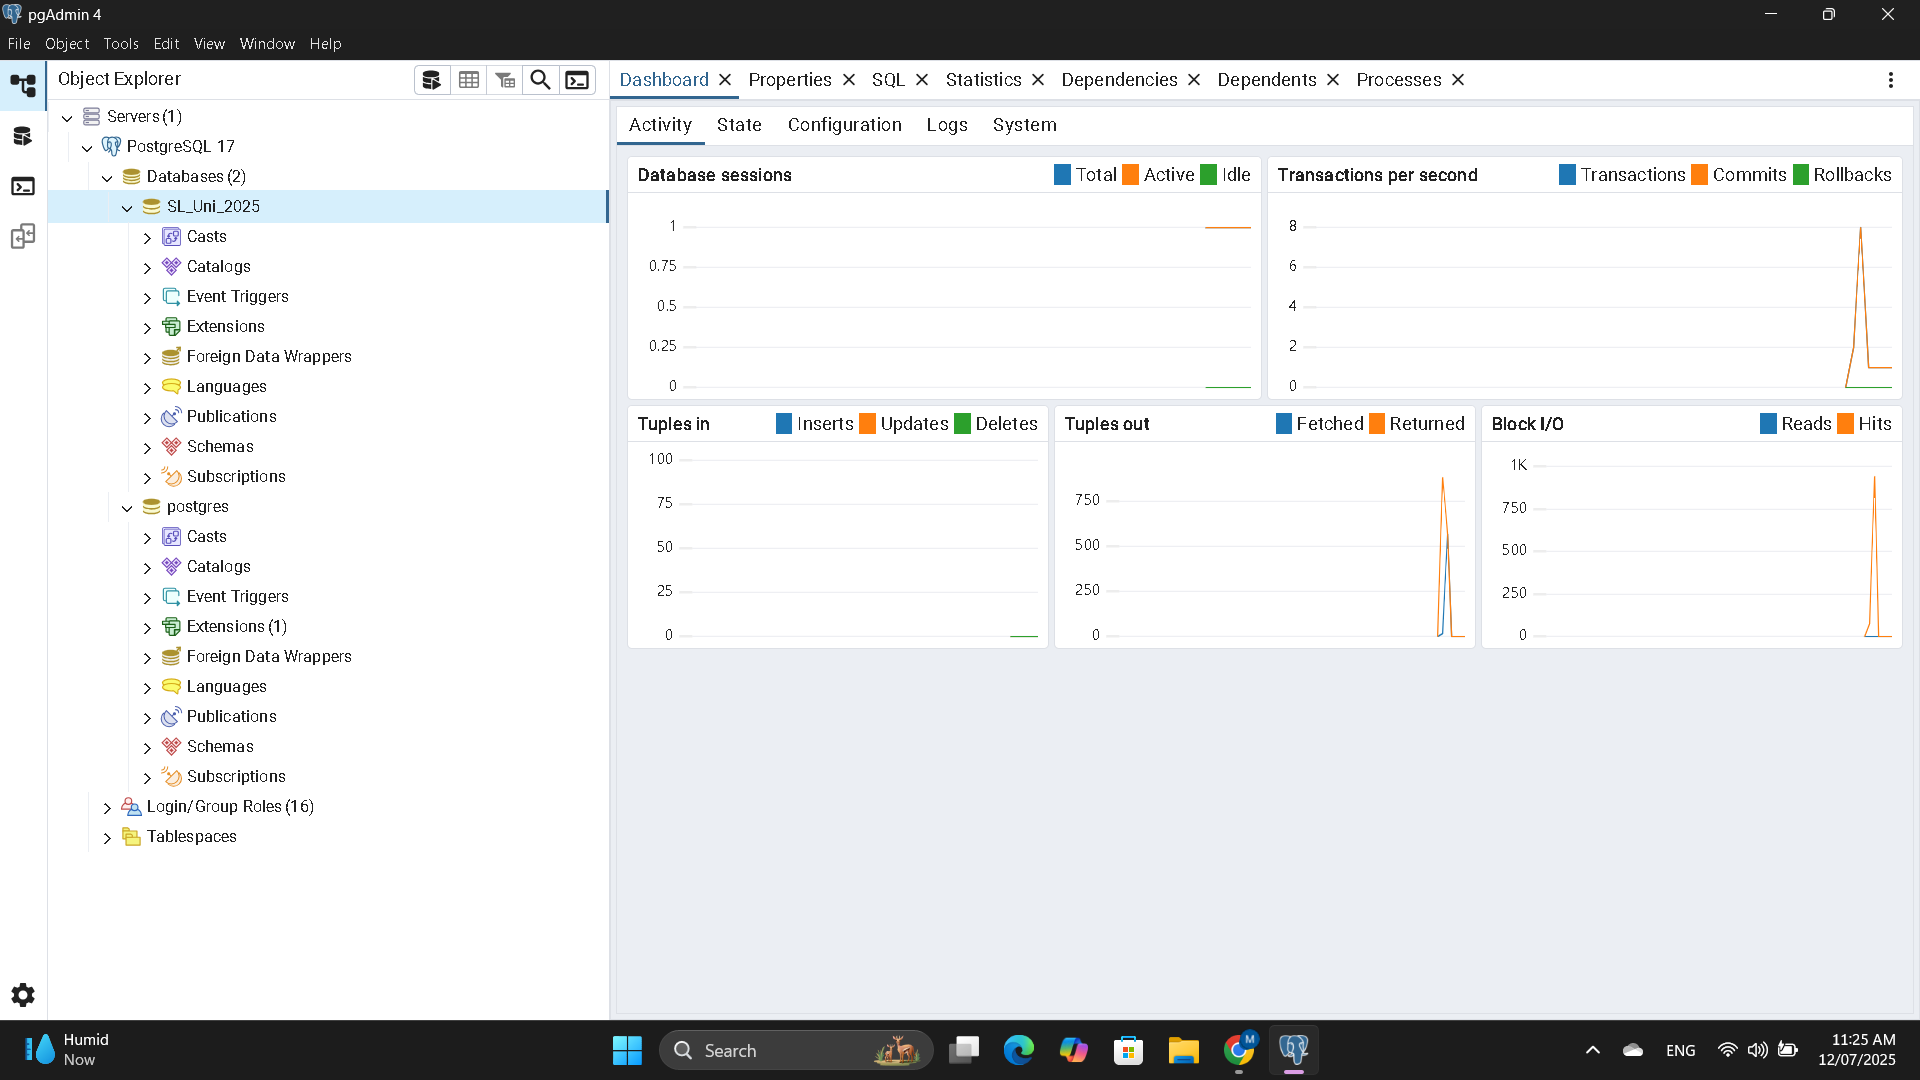 pgAdmin 4
File Object Tools Edit View Window Help
Object Explorer
Servers (1)
PostgreSQL 17
Databases (2)
SL_Uni_2025
Casts
Catalogs
Event Triggers
Extensions
Foreign Data Wrappers
Languages
Publications
Schemas
Subscriptions
postgres
Casts
Catalogs
Event Triggers
Extensions (1)
Foreign Data Wrappers
Languages
Publications
Schemas
Subscriptions
Login/Group Roles (16)
Tablespaces
Dashboard Properties SQL Statistics Dependencies Dependents Processes
Activity State Configuration Logs System
Database sessions Total Active Idle
1
0.75
0.5
0.25
0
Transactions per second Transactions Commits Rollbacks
8
6
4
2
0
Tuples in Inserts Updates Deletes
100
75
50
25
0
Tuples out Fetched Returned
750
500
250
0
Block I/O Reads Hits
1K
750
500
250
0
Humid
Now
Search
M
ENG
11:25 AM
12/07/2025